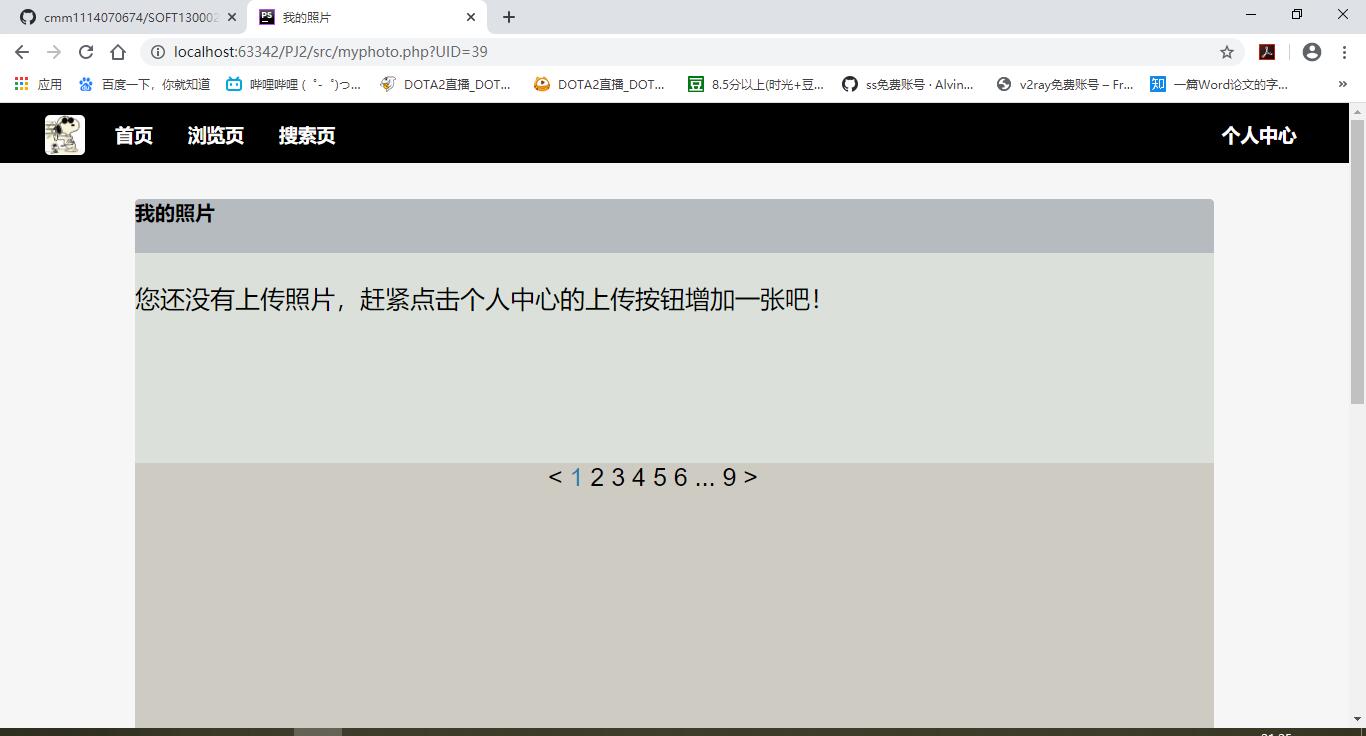 cmm1114070674/SOFT130002
我的照片
localhost:63342/PJ2/src/myphoto.php?UID=39
应用
百度一下，你就知道
哔哩哔哩 ( ゜- ゜)つ...
DOTA2直播_DOT...
DOTA2直播_DOT...
豆
8.5分以上(时光+豆...
ss免费账号 · Alvin...
v2ray免费账号 – Fr...
知
一篇Word论文的字...
»
首页
浏览页
搜索页
个人中心
我的照片
您还没有上传照片，赶紧点击个人中心的上传按钮增加一张吧！
< 1 2 3 4 5 6 ... 9 >